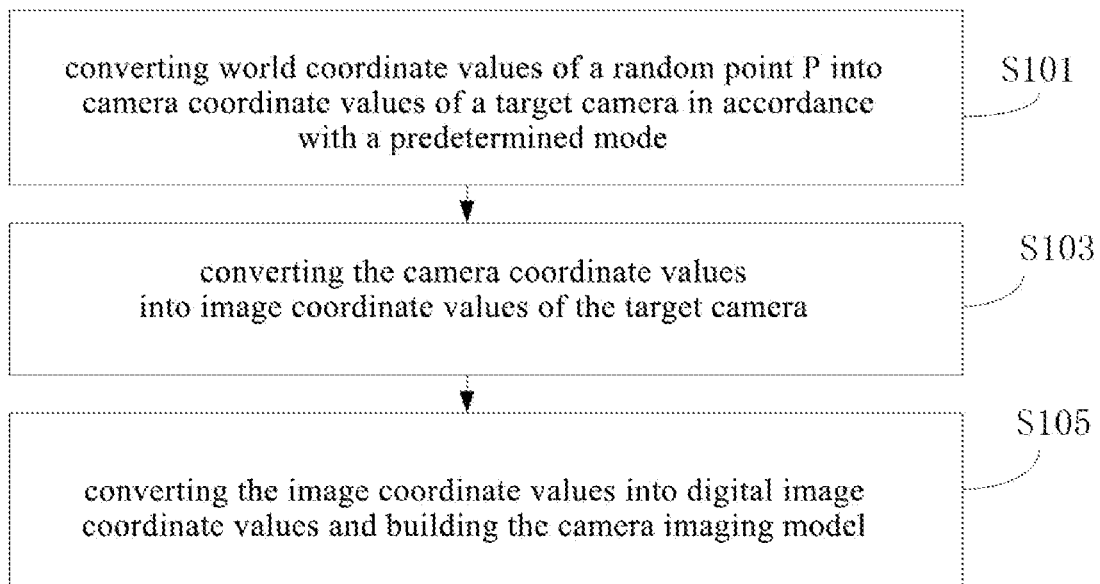 converting world coordinate values of a random point P into
camera coordinate values of a target camera in accordance
with a predetermined mode
S101
converting the camera coordinate values
into image coordinate values of the target camera
S103
converting the image coordinate values into digital image
coordinate values and building the camera imaging model
S105